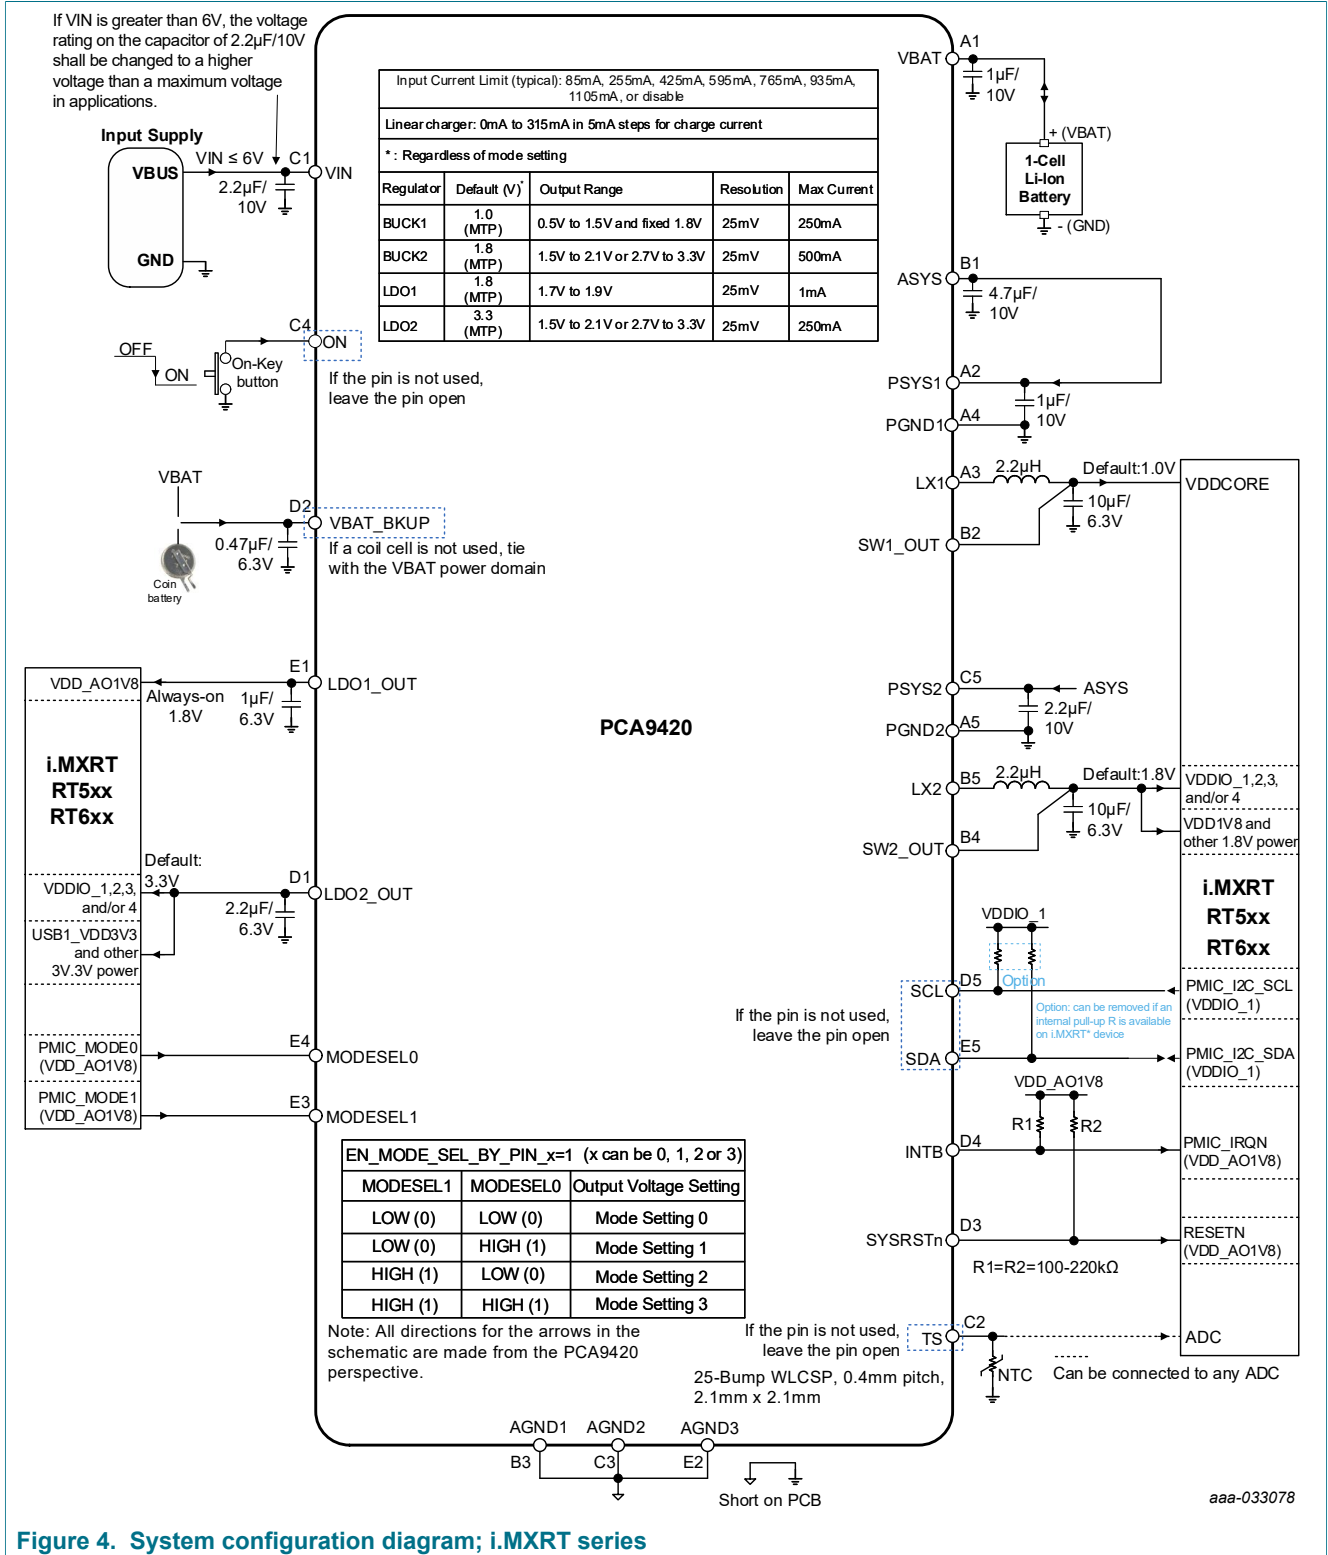 If VIN is greater than 6V, the voltage
rating on the capacitor of 2.2µF/10V
shall be changed to a higher
voltage than a maximum voltage
in applications.
Input Supply
VBUS
GND
VIN ≤ 6V
2.2µF/
10V
C1
VIN
Input Current Limit (typical): 85mA, 255mA, 425mA, 595mA, 765mA, 935mA,
1105mA, or disable
Linear charger: 0mA to 315mA in 5mA steps for charge current
* : Regardless of mode setting
Regulator Default (V)* Output Range Resolution Max Current
BUCK1 1.0 (MTP) 0.5V to 1.5V and fixed 1.8V 25mV 250mA
BUCK2 1.8 (MTP) 1.5V to 2.1V or 2.7V to 3.3V 25mV 500mA
LDO1 1.8 (MTP) 1.7V to 1.9V 25mV 1mA
LDO2 3.3 (MTP) 1.5V to 2.1V or 2.7V to 3.3V 25mV 250mA
VBAT
A1
1µF/
10V
+ (VBAT)
1-Cell
Li-Ion
Battery
- (GND)
ASYS
B1
4.7µF/
10V
PSYS1
A2
1µF/
10V
PGND1
A4
C4
ON
OFF
ON
On-Key
button
If the pin is not used,
leave the pin open
VBAT
D2
VBAT_BKUP
0.47µF/
6.3V
Coin
battery
If a coil cell is not used, tie
with the VBAT power domain
LX1
A3
2.2µH
Default:1.0V
10µF/
6.3V
VDDCORE
SW1_OUT
B2
E1
LDO1_OUT
VDD_AO1V8
Always-on
1.8V
1µF/
6.3V
i.MXRT
RT5xx
RT6xx
PCA9420
PSYS2
C5
ASYS
2.2µF/
10V
PGND2
A5
LX2
B5
2.2µH
Default:1.8V
10µF/
6.3V
VDDIO_1,2,3,
and/or 4
VDD1V8 and
other 1.8V power
SW2_OUT
B4
Default:
3.3V
D1
LDO2_OUT
VDDIO_1,2,3,
and/or 4
2.2µF/
6.3V
USB1_VDD3V3
and other
3V.3V power
i.MXRT
RT5xx
RT6xx
VDDIO_1
Option
SCL
D5
PMIC_I2C_SCL
(VDDIO_1)
If the pin is not used,
leave the pin open
Option: can be removed if an
internal pull-up R is available
on i.MXRT* device
SDA
E5
PMIC_I2C_SDA
(VDDIO_1)
PMIC_MODE0
(VDD_AO1V8)
E4
MODESEL0
PMIC_MODE1
(VDD_AO1V8)
E3
MODESEL1
VDD_AO1V8
R1
R2
INTB
D4
PMIC_IRQN
(VDD_AO1V8)
SYSRSTn
D3
RESETN
(VDD_AO1V8)
R1=R2=100-220kΩ
EN_MODE_SEL_BY_PIN_x=1 (x can be 0, 1, 2 or 3)
MODESEL1 MODESEL0 Output Voltage Setting
LOW (0) LOW (0) Mode Setting 0
LOW (0) HIGH (1) Mode Setting 1
HIGH (1) LOW (0) Mode Setting 2
HIGH (1) HIGH (1) Mode Setting 3
Note: All directions for the arrows in the
schematic are made from the PCA9420
perspective.
If the pin is not used,
leave the pin open
TS
C2
ADC
NTC
Can be connected to any ADC
25-Bump WLCSP, 0.4mm pitch,
2.1mm x 2.1mm
AGND1 AGND2 AGND3
B3 C3 E2
Short on PCB
aaa-033078
Figure 4. System configuration diagram; i.MXRT series